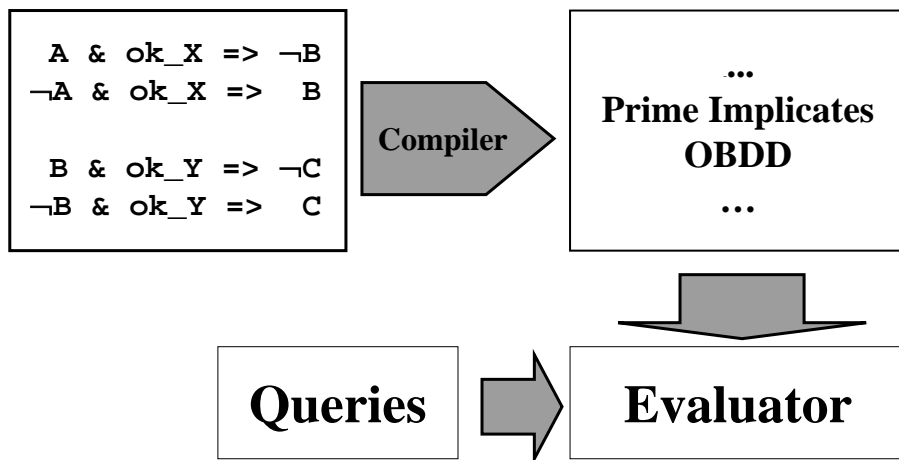 A & ok_X => ¬B
¬A & ok_X => B
B & ok_Y => ¬C
¬B & ok_Y => C
Compiler
...
Prime Implicates
OBDD
...
Queries
Evaluator